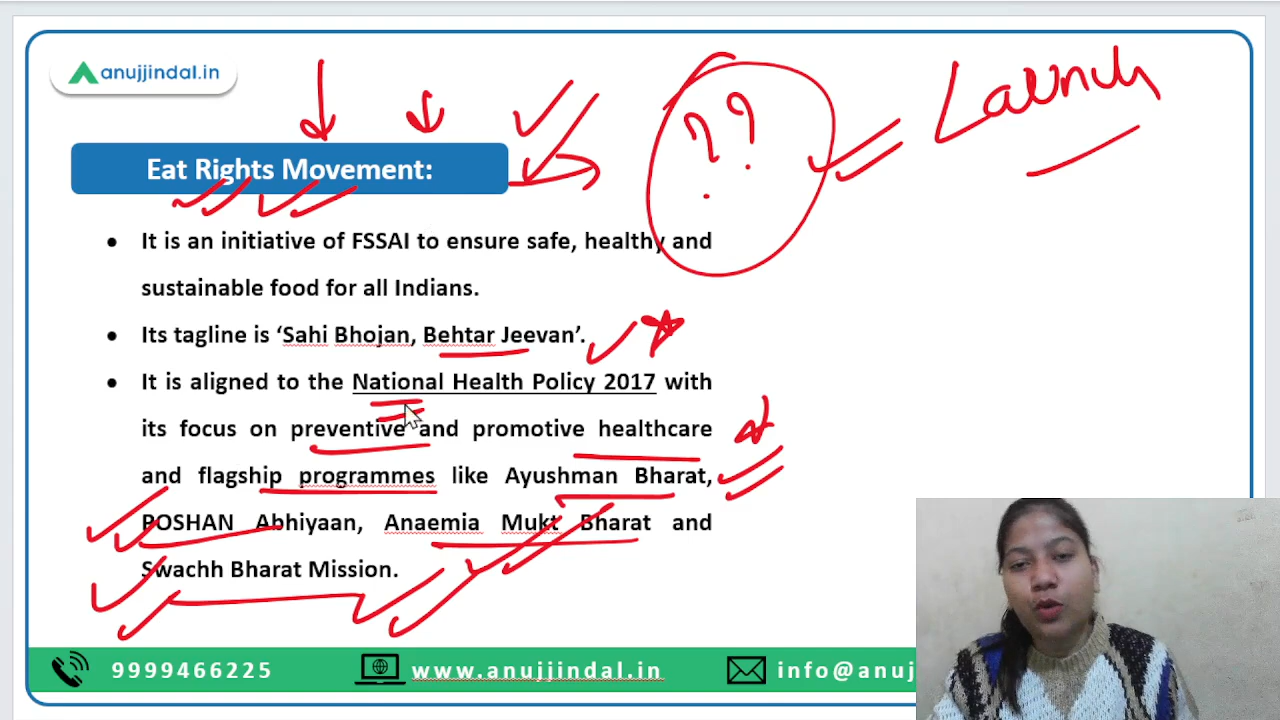 anujjindal.in
?? Launch
Eat Rights Movement:
• It is an initiative of FSSAI to ensure safe, healthy and
sustainable food for all Indians.
• Its tagline is ‘Sahi Bhojan, Behtar Jeevan’.
• It is aligned to the National Health Policy 2017 with
its focus on preventive and promotive healthcare
and flagship programmes like Ayushman Bharat,
POSHAN Abhiyaan, Anaemia Mukt Bharat and
Swachh Bharat Mission.
9999466225 www.anujjindal.in info@anuj